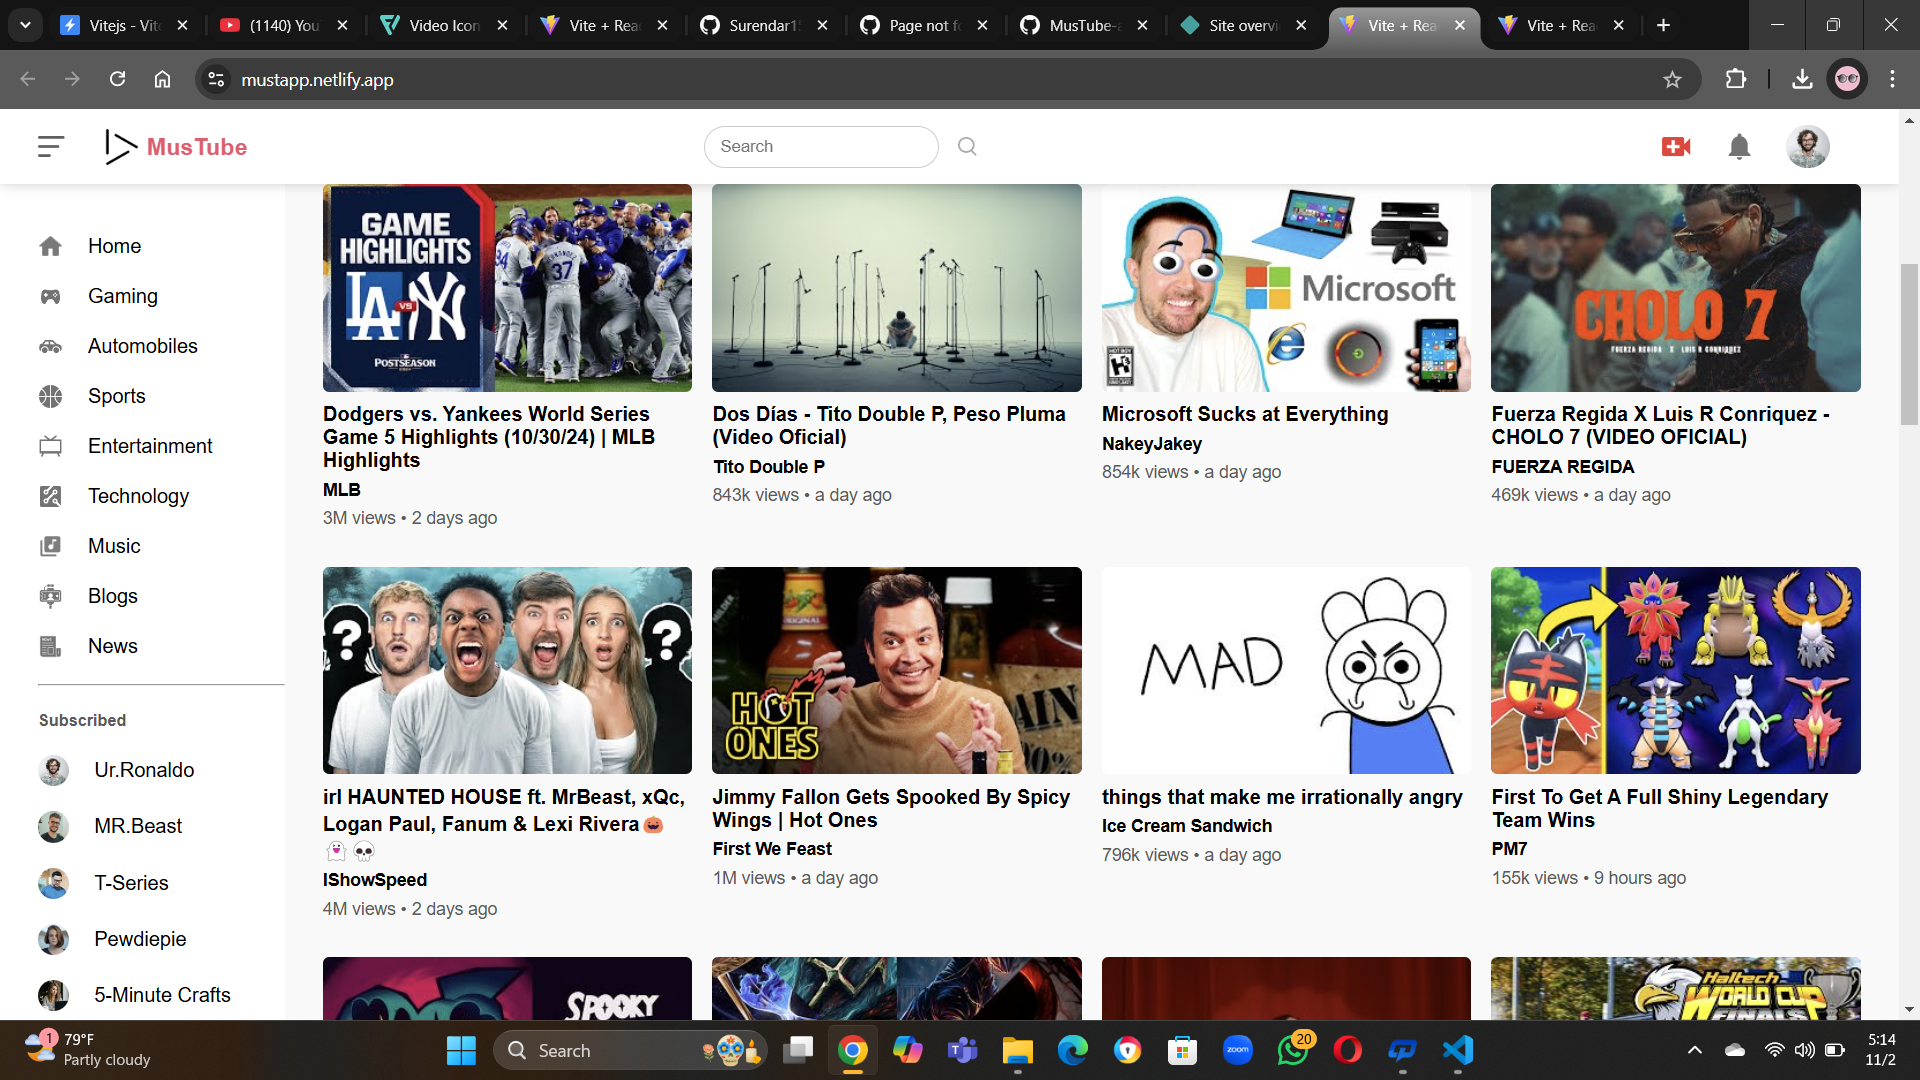 Vitejs - Vite
(1140) You
Video Icon
Vite + Rea
Surendar1
Page not fo
MusTube-a
Site overvi
Vite + Rea
Vite + Rea
mustapp.netlify.app
MusTube
Search
Home
Gaming
Automobiles
Sports
Entertainment
Technology
Music
Blogs
News
Subscribed
Ur.Ronaldo
MR.Beast
T-Series
Pewdiepie
5-Minute Crafts
GAME
HIGHLIGHTS
LA VS NY
POSTSEASON
37
34
Dodgers vs. Yankees World Series
Game 5 Highlights (10/30/24) | MLB
Highlights
MLB
3M views • 2 days ago
Dos Días - Tito Double P, Peso Pluma
(Video Oficial)
Tito Double P
843k views • a day ago
Microsoft
Microsoft Sucks at Everything
NakeyJakey
854k views • a day ago
CHOLO 7
FUERZA REGIDA X LUIS R CONRIQUEZ
Fuerza Regida X Luis R Conriquez -
CHOLO 7 (VIDEO OFICIAL)
FUERZA REGIDA
469k views • a day ago
? ?
irl HAUNTED HOUSE ft. MrBeast, xQc,
Logan Paul, Fanum & Lexi Rivera🎃
👻💀
IShowSpeed
4M views • 2 days ago
ORIGINAL
HOT
ONES
Jimmy Fallon Gets Spooked By Spicy
Wings | Hot Ones
First We Feast
1M views • a day ago
MAD
things that make me irrationally angry
Ice Cream Sandwich
796k views • a day ago
First To Get A Full Shiny Legendary
Team Wins
PM7
155k views • 9 hours ago
SPOOKY
Haltech
WORLD CUP
FINALS
1
79°F
Partly cloudy
Search
zoom
20
5:14
11/2